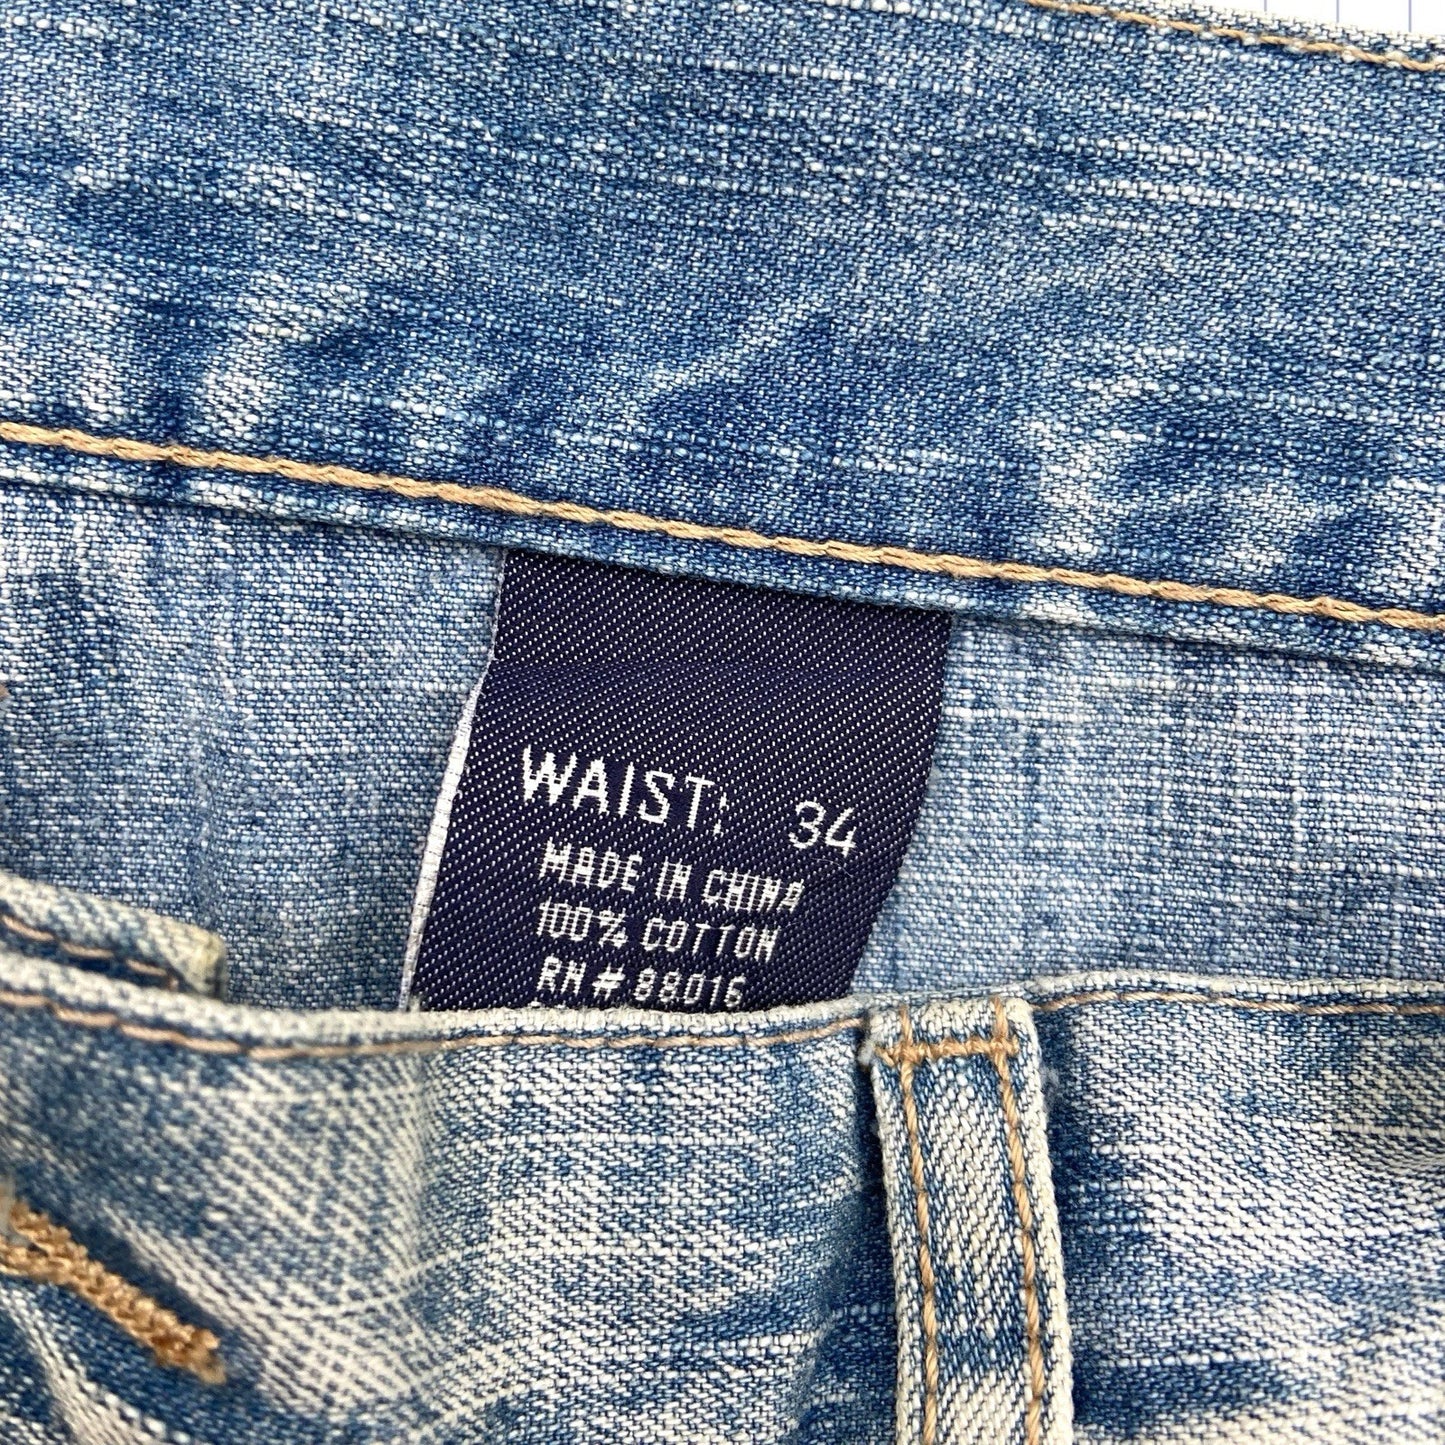 WAIST: 34
MADE IN CHINA
100% COTTON
RN # 88016